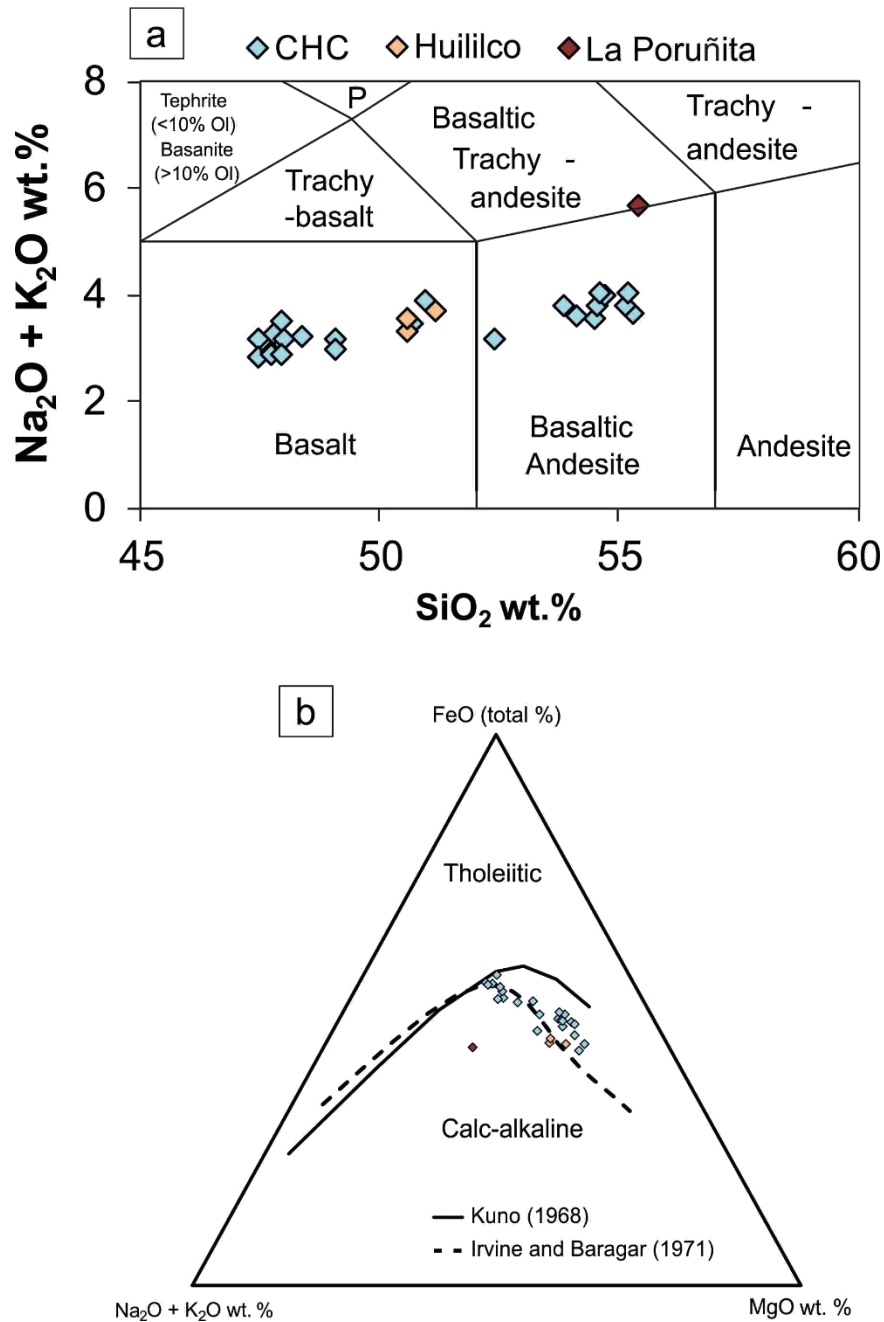 a
CHC Huililco La Poruñita
8
6
4
2
0
Na₂O + K₂O wt.%
Tephrite
(<10% Ol)
Basanite
(>10% Ol)
P
Trachy
-basalt
Basaltic
Trachy -
andesite
Trachy -
andesite
Basalt
Basaltic
Andesite
Andesite
45 50 55 60
SiO₂ wt.%
b
FeO (total %)
Tholeiitic
Calc-alkaline
Kuno (1968)
Irvine and Baragar (1971)
Na₂O + K₂O wt. %
MgO wt. %